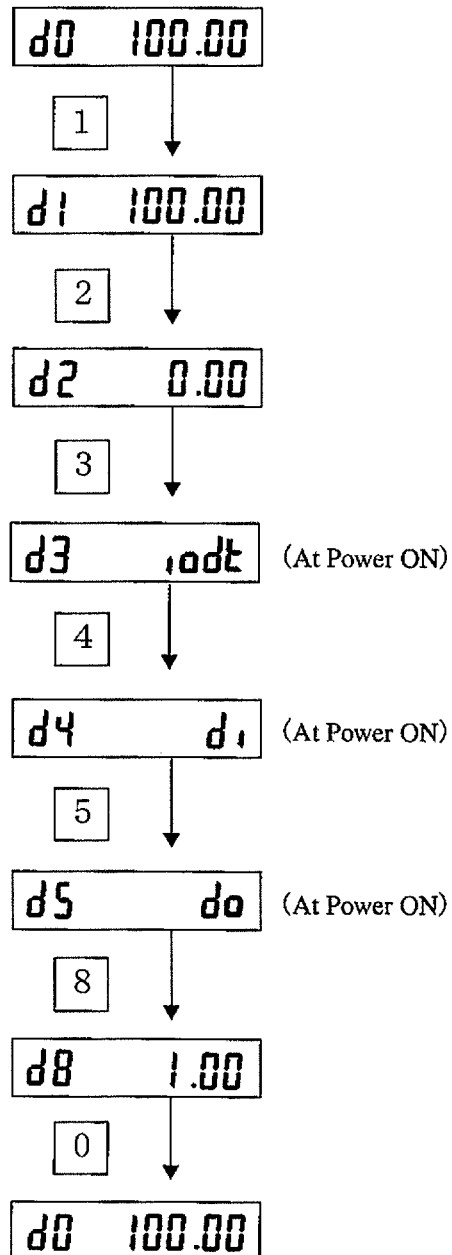 d0 100.00
1
d1 100.00
2
d2 0.00
3
d3 iodt (At Power ON)
4
d4 di (At Power ON)
5
d5 do (At Power ON)
8
d8 1.00
0
d0 100.00